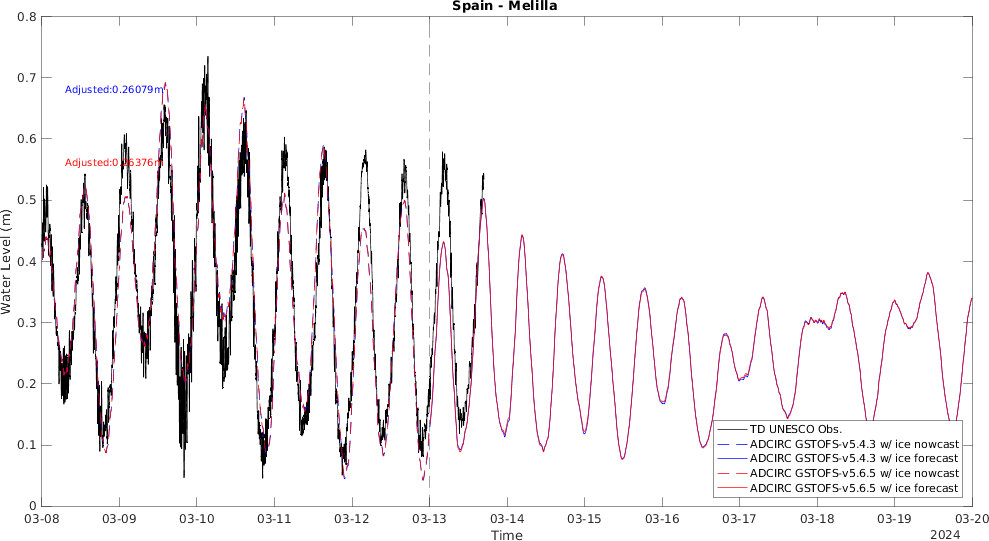 Spain - Melilla
Water Level (m)
0.8
0.7
0.6
0.5
0.4
0.3
0.2
0.1
0
Adjusted:0.26079m
TD UNESCO Obs.
ADCIRC GSTOFS-v5.4.3 w/ ice nowcast
ADCIRC GSTOFS-v5.4.3 w/ ice forecast
ADCIRC GSTOFS-v5.6.5 w/ ice nowcast
ADCIRC GSTOFS-v5.6.5 w/ ice forecast
03-08 03-09 03-10 03-11 03-12 03-13 03-14 03-15 03-16 03-17 03-18 03-19 03-20
Time
2024